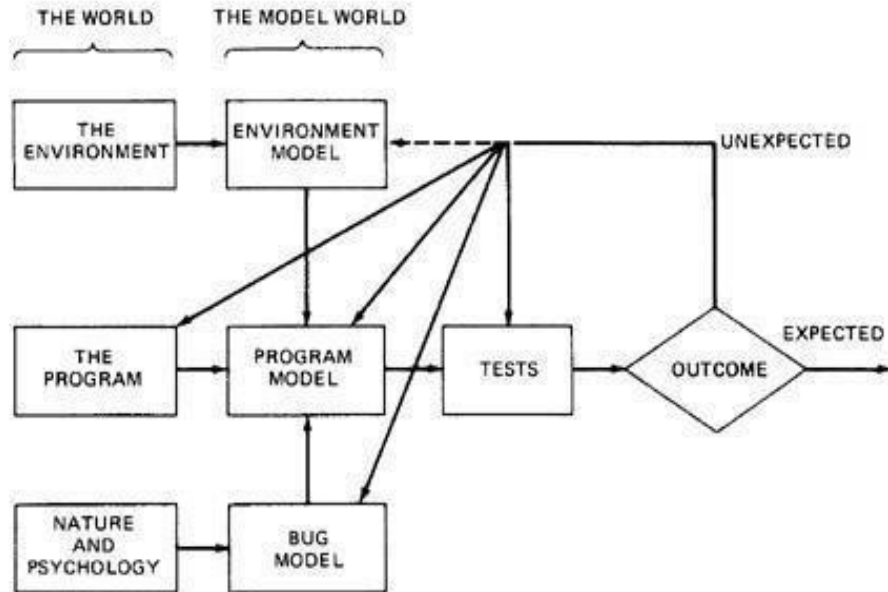 THE WORLD
THE MODEL WORLD
THE
ENVIRONMENT
ENVIRONMENT
MODEL
UNEXPECTED
THE
PROGRAM
PROGRAM
MODEL
TESTS
OUTCOME
EXPECTED
NATURE
AND
PSYCHOLOGY
BUG
MODEL